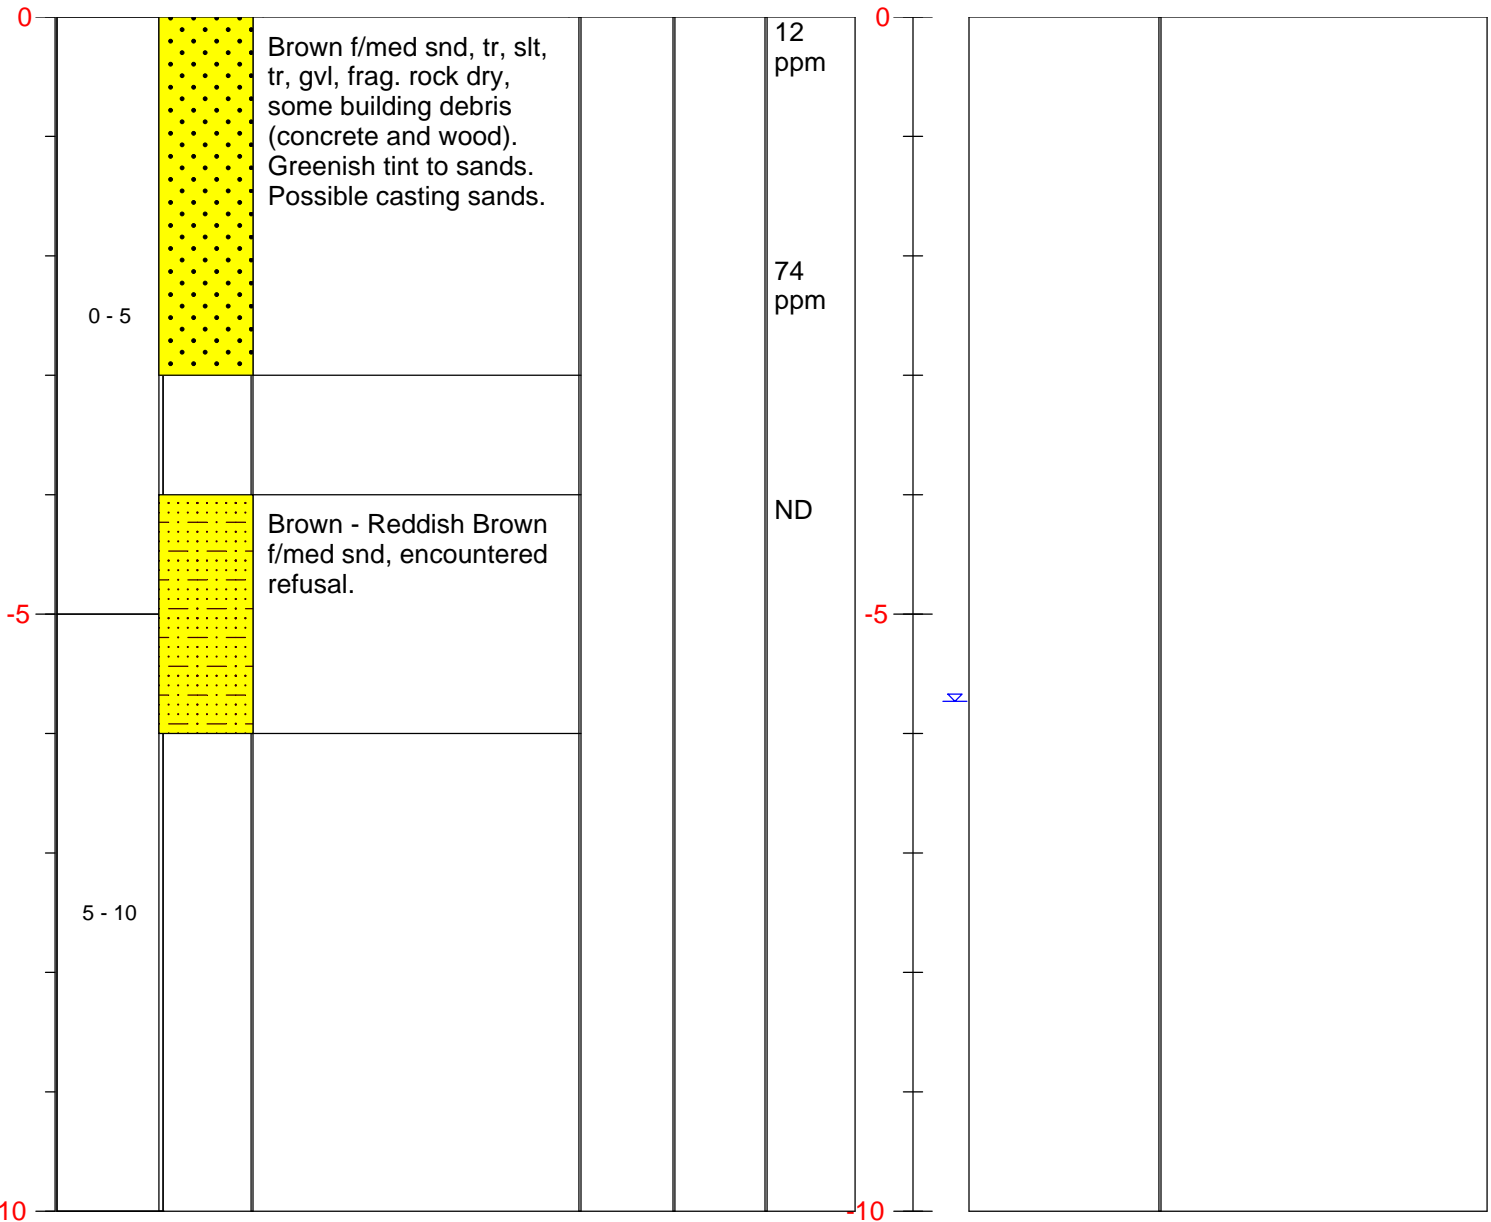 0
Brown f/med snd, tr, slt,
tr, gvl, frag. rock dry,
some building debris
(concrete and wood).
Greenish tint to sands.
Possible casting sands.
12
ppm
0
74
ppm
0 - 5
Brown - Reddish Brown
f/med snd, encountered
refusal.
ND
-5
-5
5 - 10
10
-10